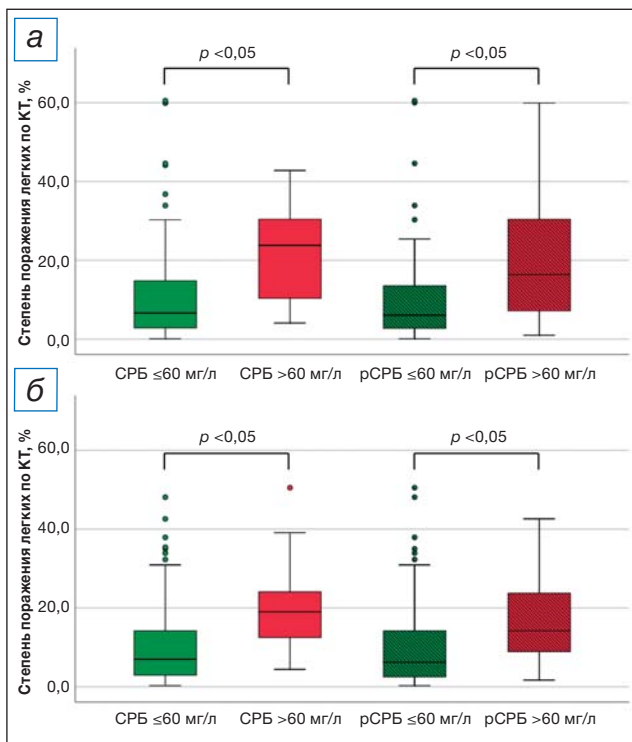 а
p <0,05 p <0,05
Степень поражения легких по КТ, %
60,0
40,0
20,0
0,0
СРБ ≤60 мг/л СРБ >60 мг/л рСРБ ≤60 мг/л рСРБ >60 мг/л
б
p <0,05 p <0,05
Степень поражения легких по КТ, %
60,0
40,0
20,0
0,0
СРБ ≤60 мг/л СРБ >60 мг/л рСРБ ≤60 мг/л рСРБ >60 мг/л